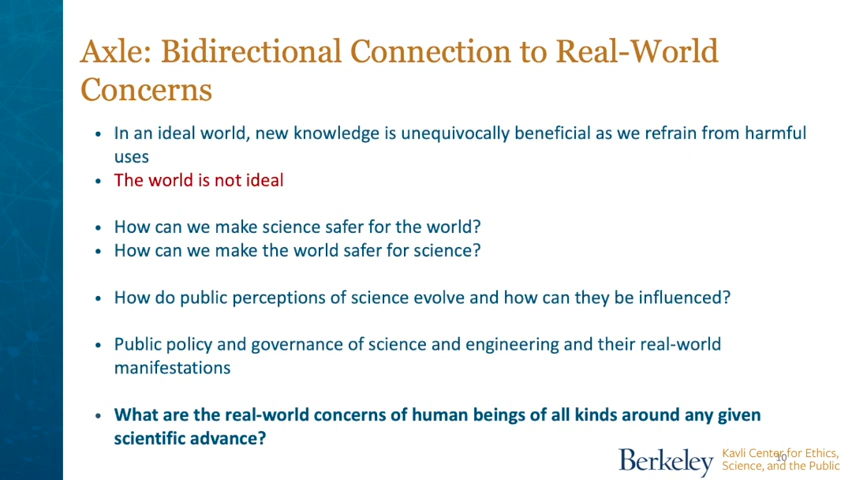 Axle: Bidirectional Connection to Real-World
Concerns
• In an ideal world, new knowledge is unequivocally beneficial as we refrain from harmful
uses
• The world is not ideal
• How can we make science safer for the world?
• How can we make the world safer for science?
• How do public perceptions of science evolve and how can they be influenced?
• Public policy and governance of science and engineering and their real-world
manifestations
• What are the real-world concerns of human beings of all kinds around any given
scientific advance?
Berkeley
Kavli Center for Ethics,
Science, and the Public
10